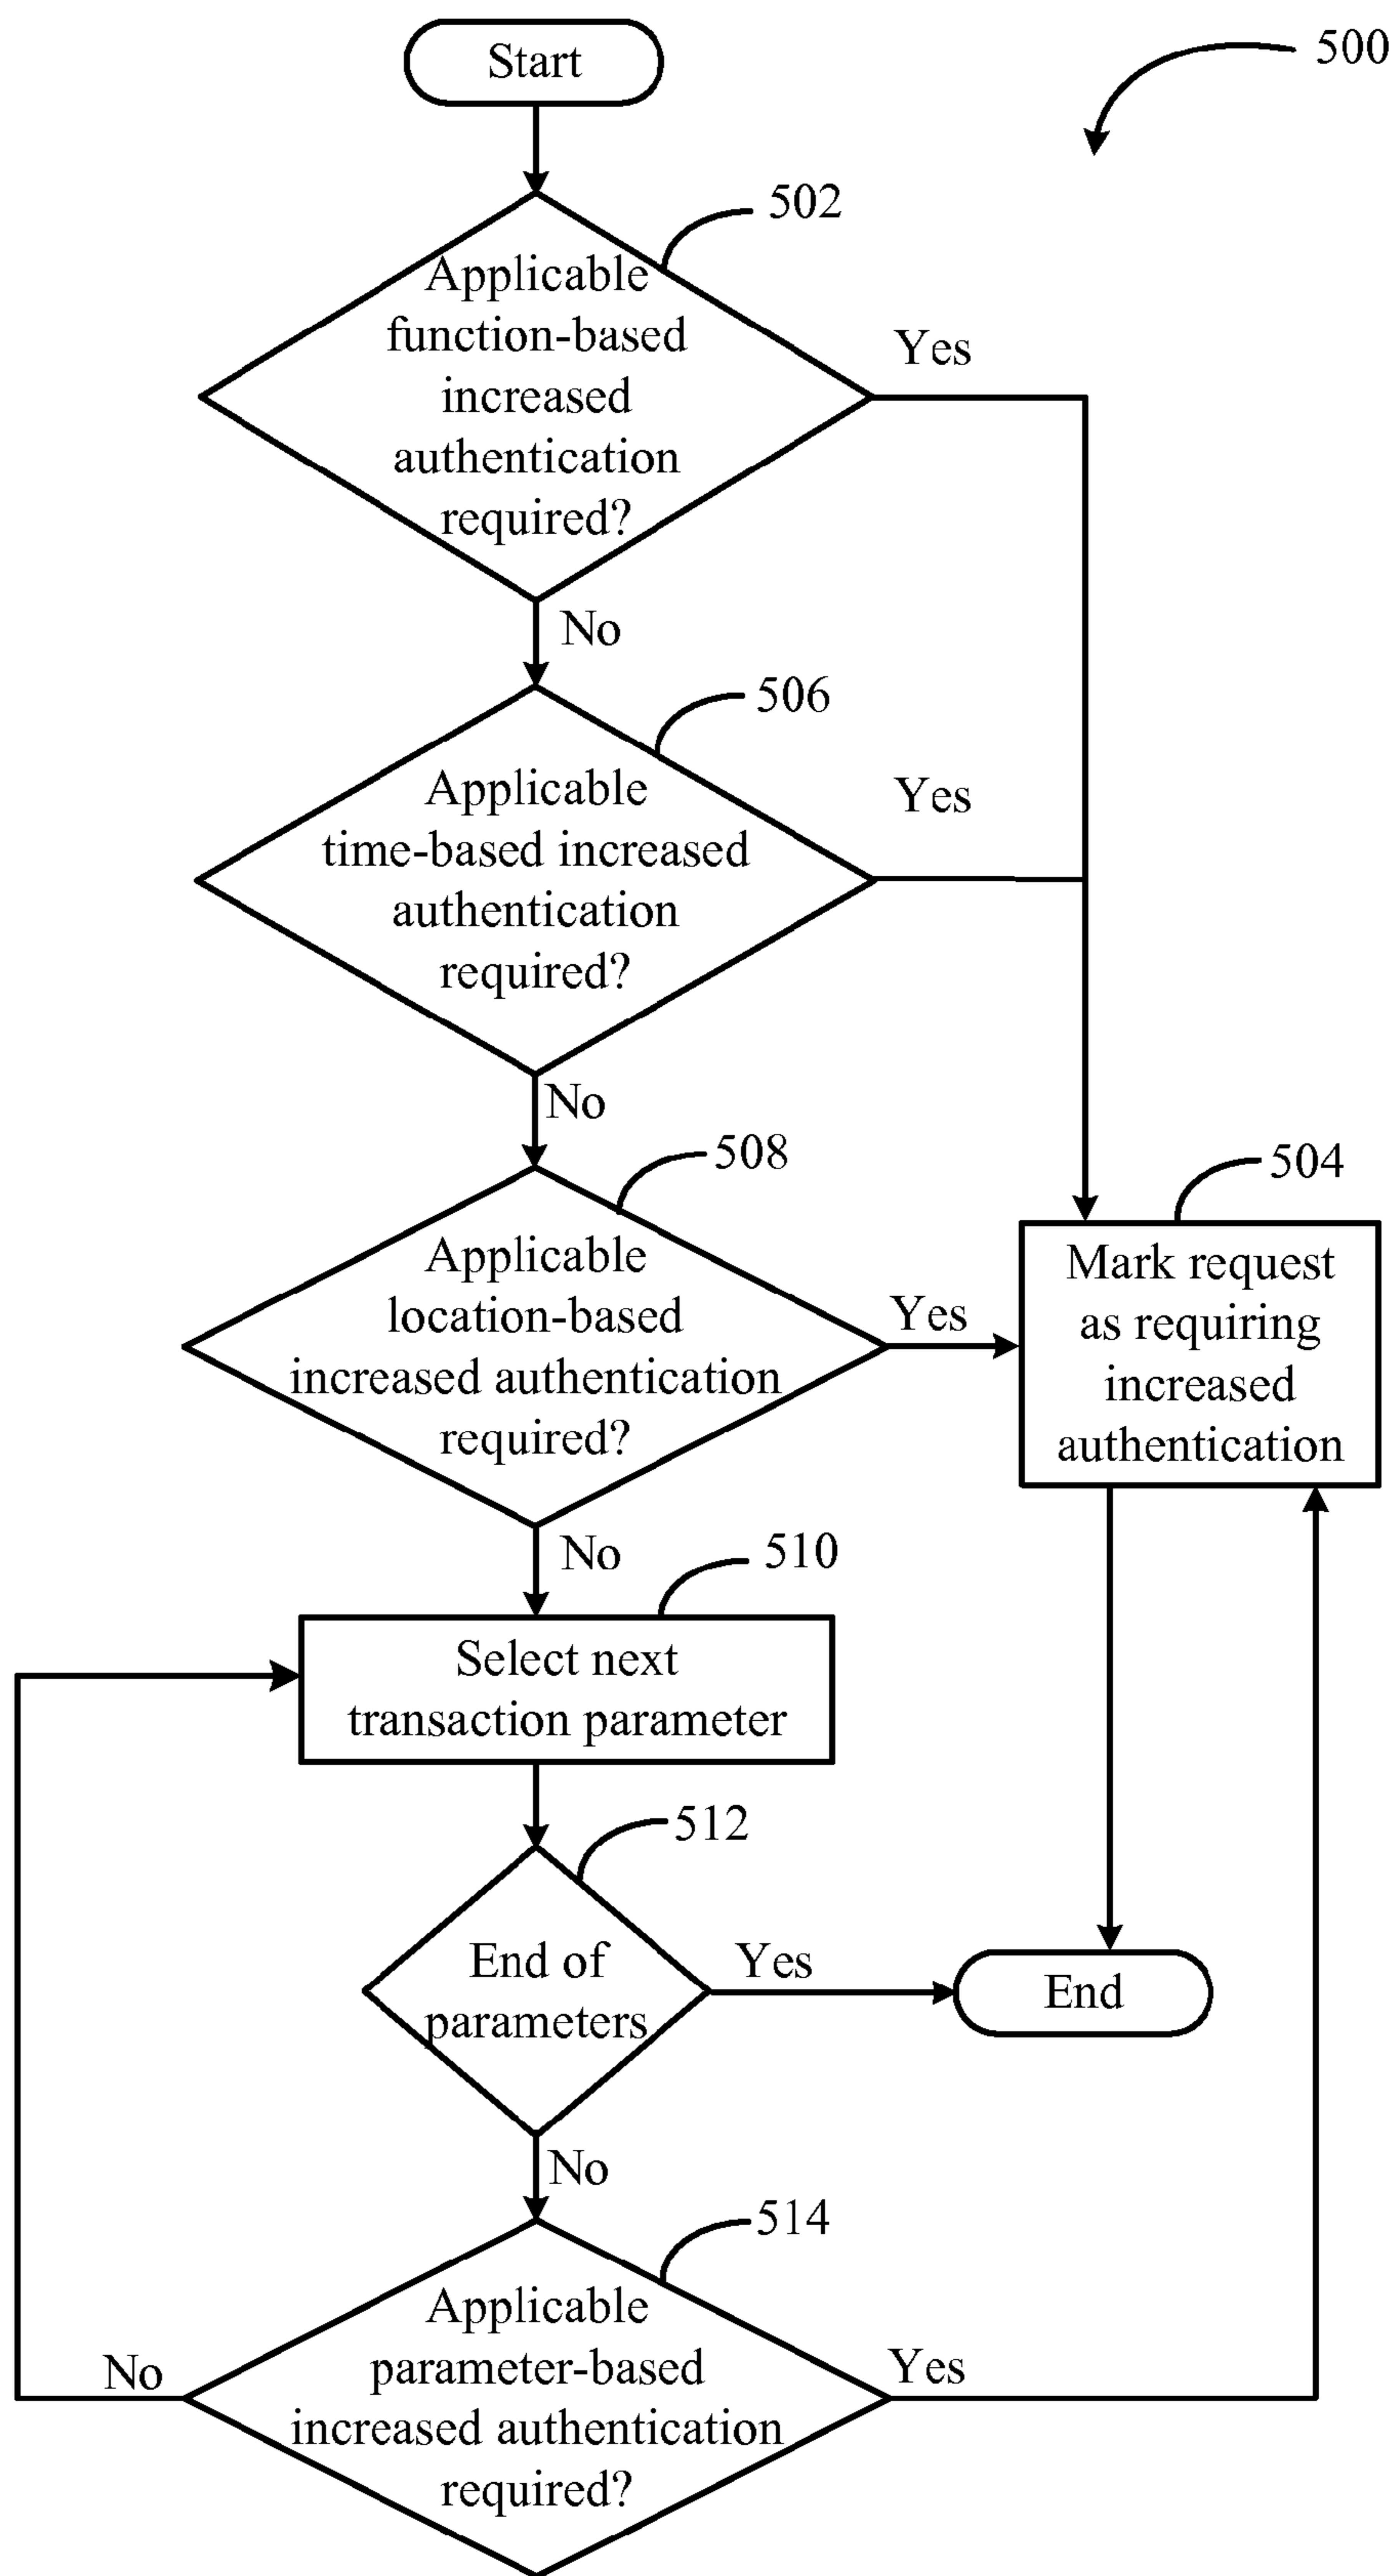 Start
500
502
Applicable
function-based
increased
authentication
required?
Yes
No
506
Applicable
time-based increased
authentication
required?
Yes
No
508
Applicable
location-based
increased authentication
required?
Yes
504
Mark request
as requiring
increased
authentication
No
510
Select next
transaction parameter
512
End of
parameters
Yes
End
No
514
Applicable
parameter-based
increased authentication
required?
No
Yes